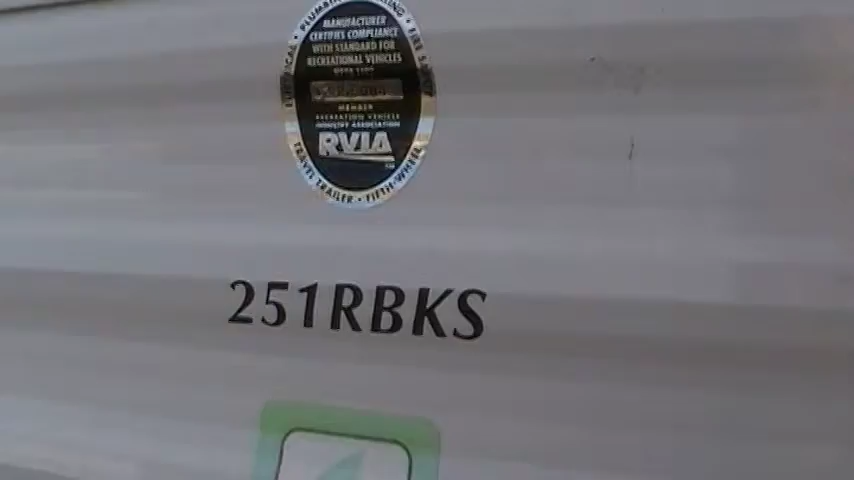 MANUFACTURER
CERTIFIES COMPLIANCE
WITH STANDARD FOR
RECREATIONAL VEHICLES
MEMBER
RECREATION VEHICLE
INDUSTRY ASSOCIATION
RVIA
TRAVEL TRAILER • FIFTH-WHEEL
251RBKS